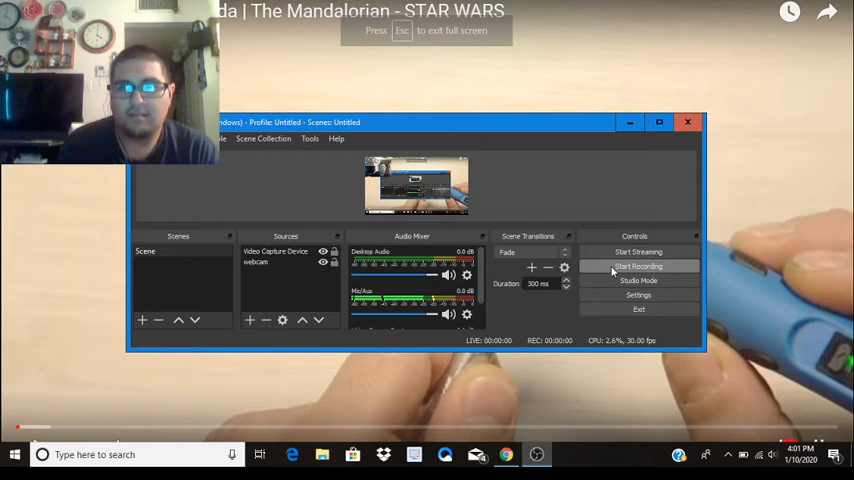 da | The Mandalorian - STAR WARS
Press Esc to exit full screen
ndows) - Profile: Untitled - Scenes: Untitled
ile Scene Collection Tools Help
Scenes
Sources
Audio Mixer
Scene Transitions
Controls
Scene
Video Capture Device
webcam
Desktop Audio 0.0 dB
Mic/Aux 0.0 dB
Fade
Duration 300 ms
Start Streaming
Start Recording
Studio Mode
Settings
Exit
LIVE: 00:00:00 REC: 00:00:00 CPU: 2.6%, 30.00 fps
Type here to search
4
4:01 PM
1/10/2020
1